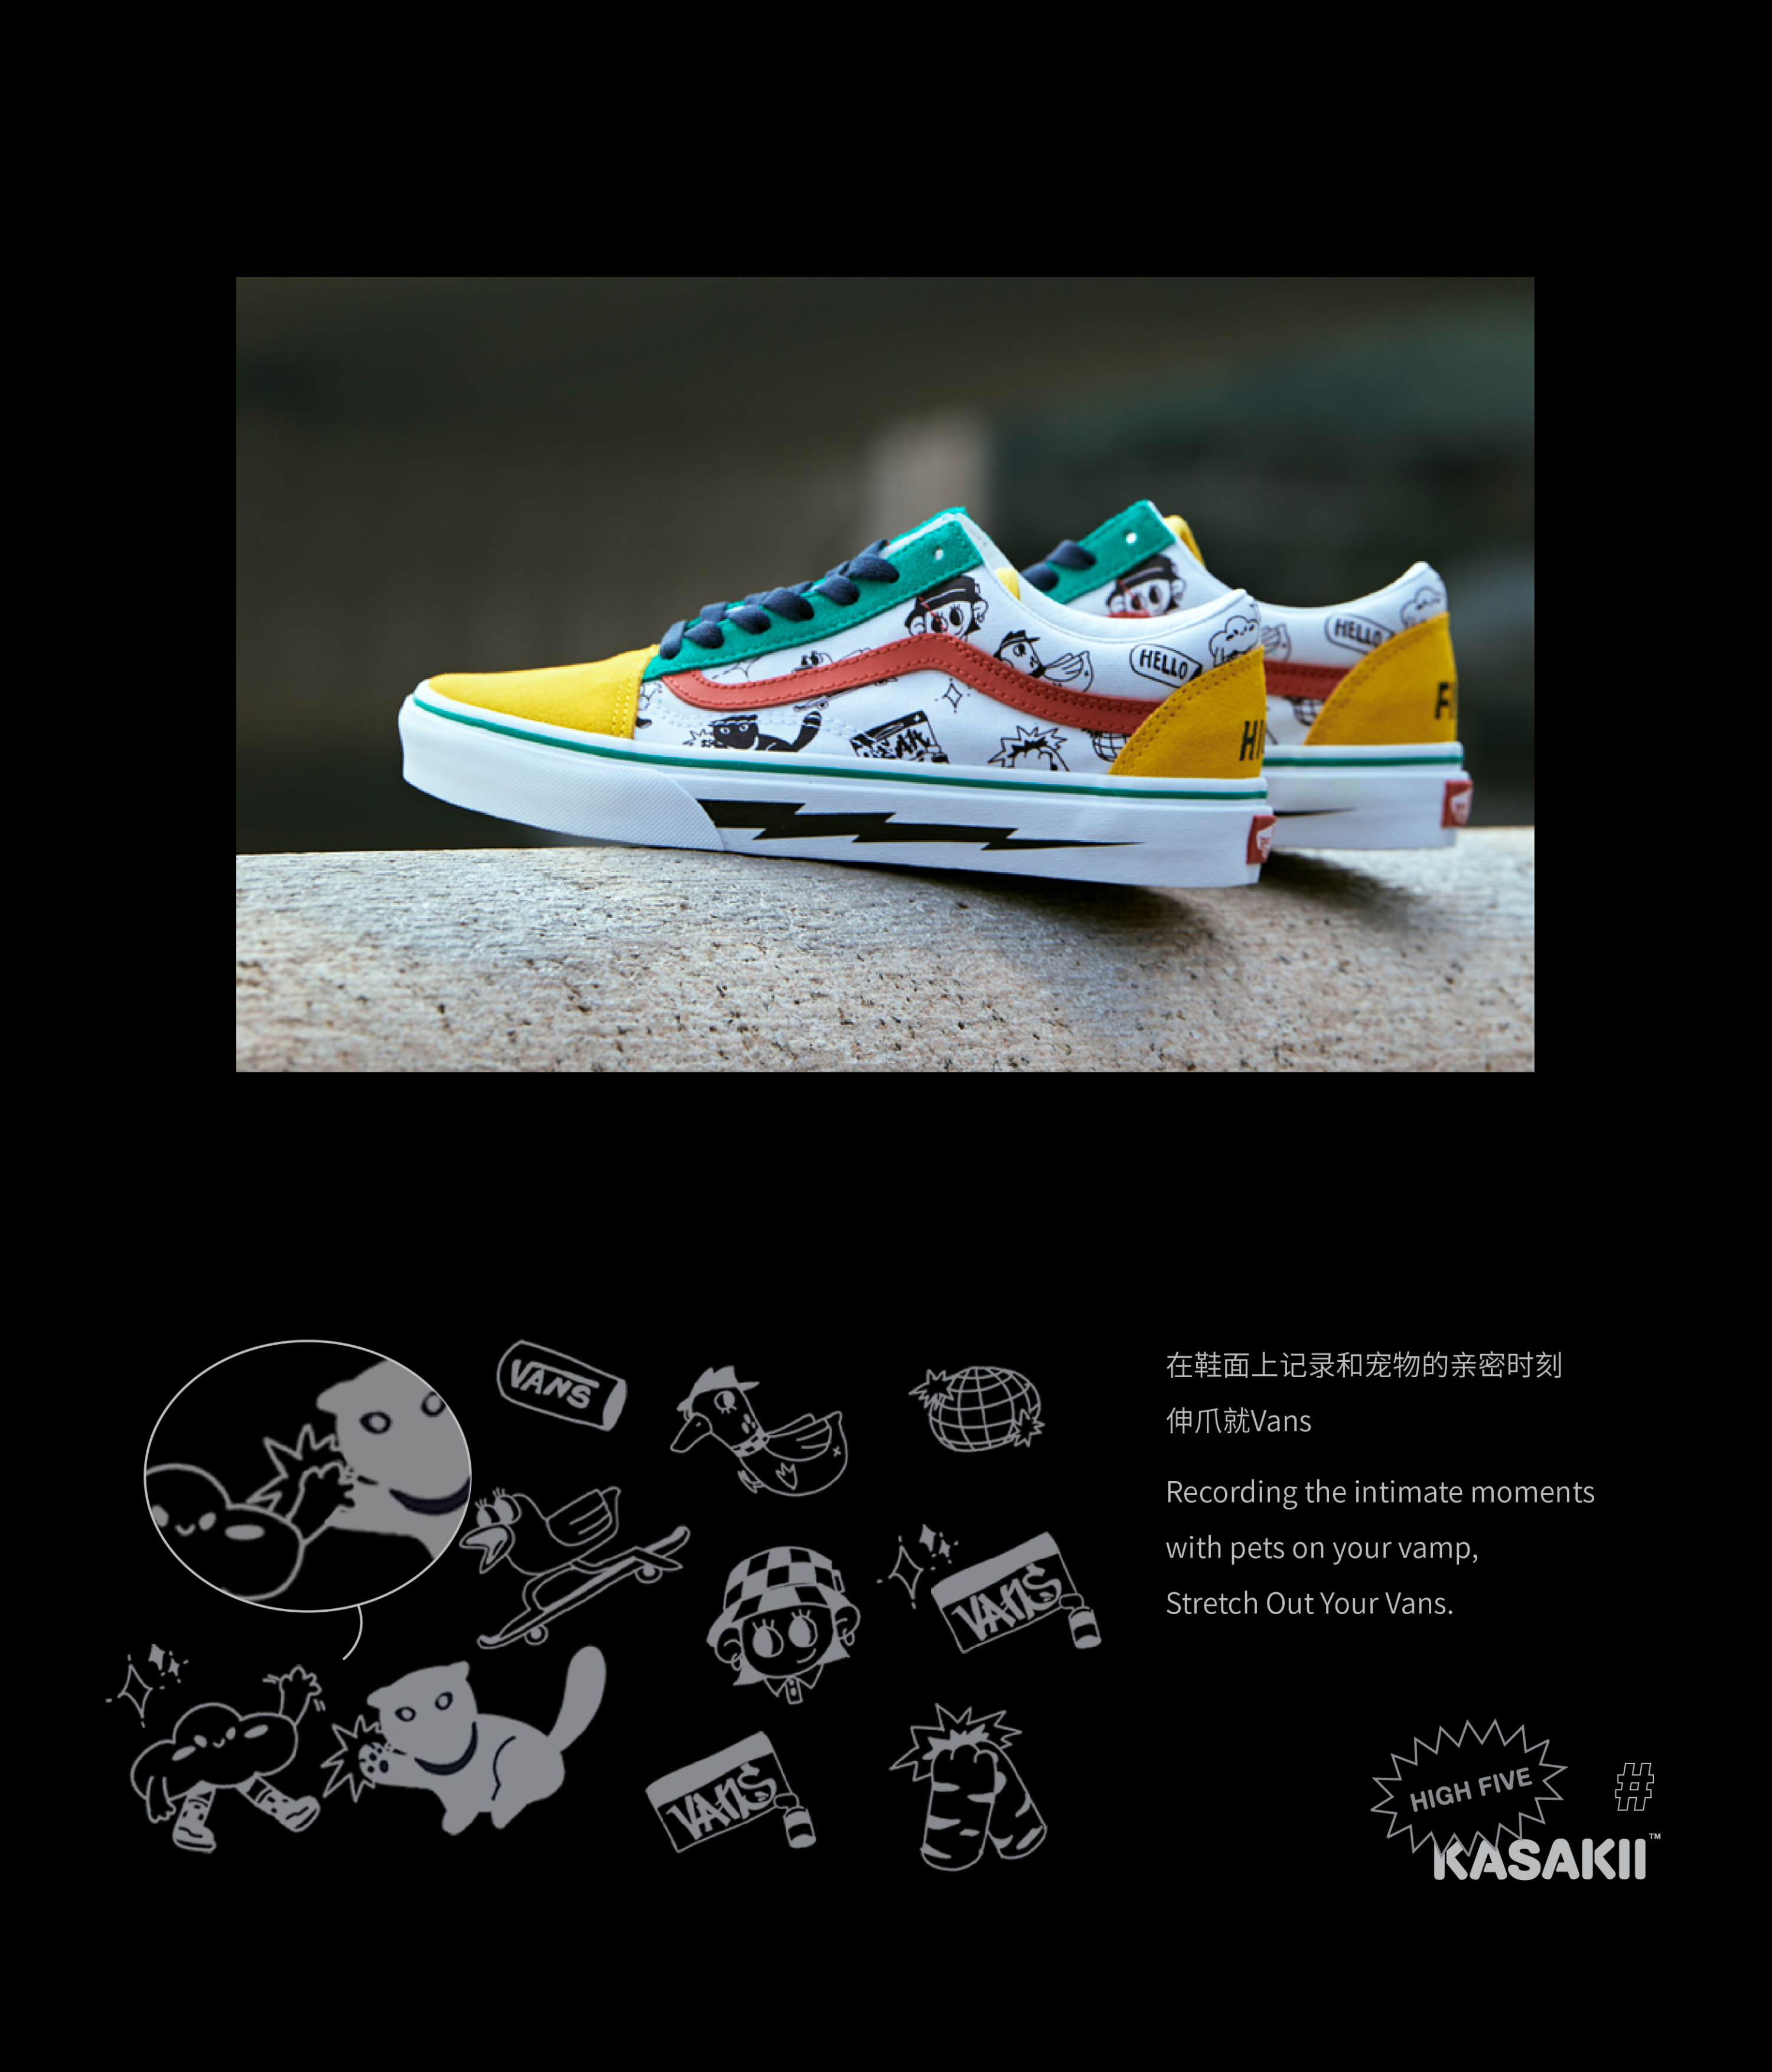 HELLO
HELLO
VANS
在鞋面上记录和宠物的亲密时刻
伸爪就Vans
Recording the intimate moments
with pets on your vamp,
Stretch Out Your Vans.
VANS
VANS
HIGH FIVE
#
KASAKII™